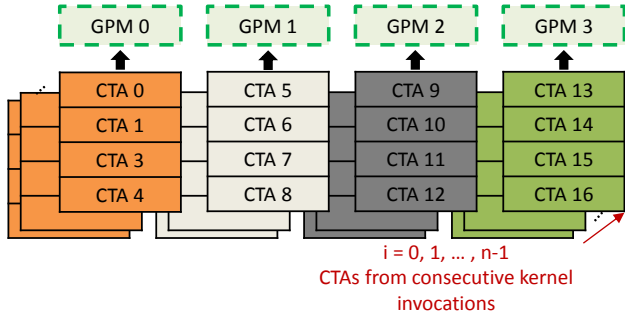 GPM 0 GPM 1 GPM 2 GPM 3
CTA 0 CTA 5 CTA 9 CTA 13
CTA 1 CTA 6 CTA 10 CTA 14
CTA 3 CTA 7 CTA 11 CTA 15
CTA 4 CTA 8 CTA 12 CTA 16
i = 0, 1, … , n-1
CTAs from consecutive kernel
invocations